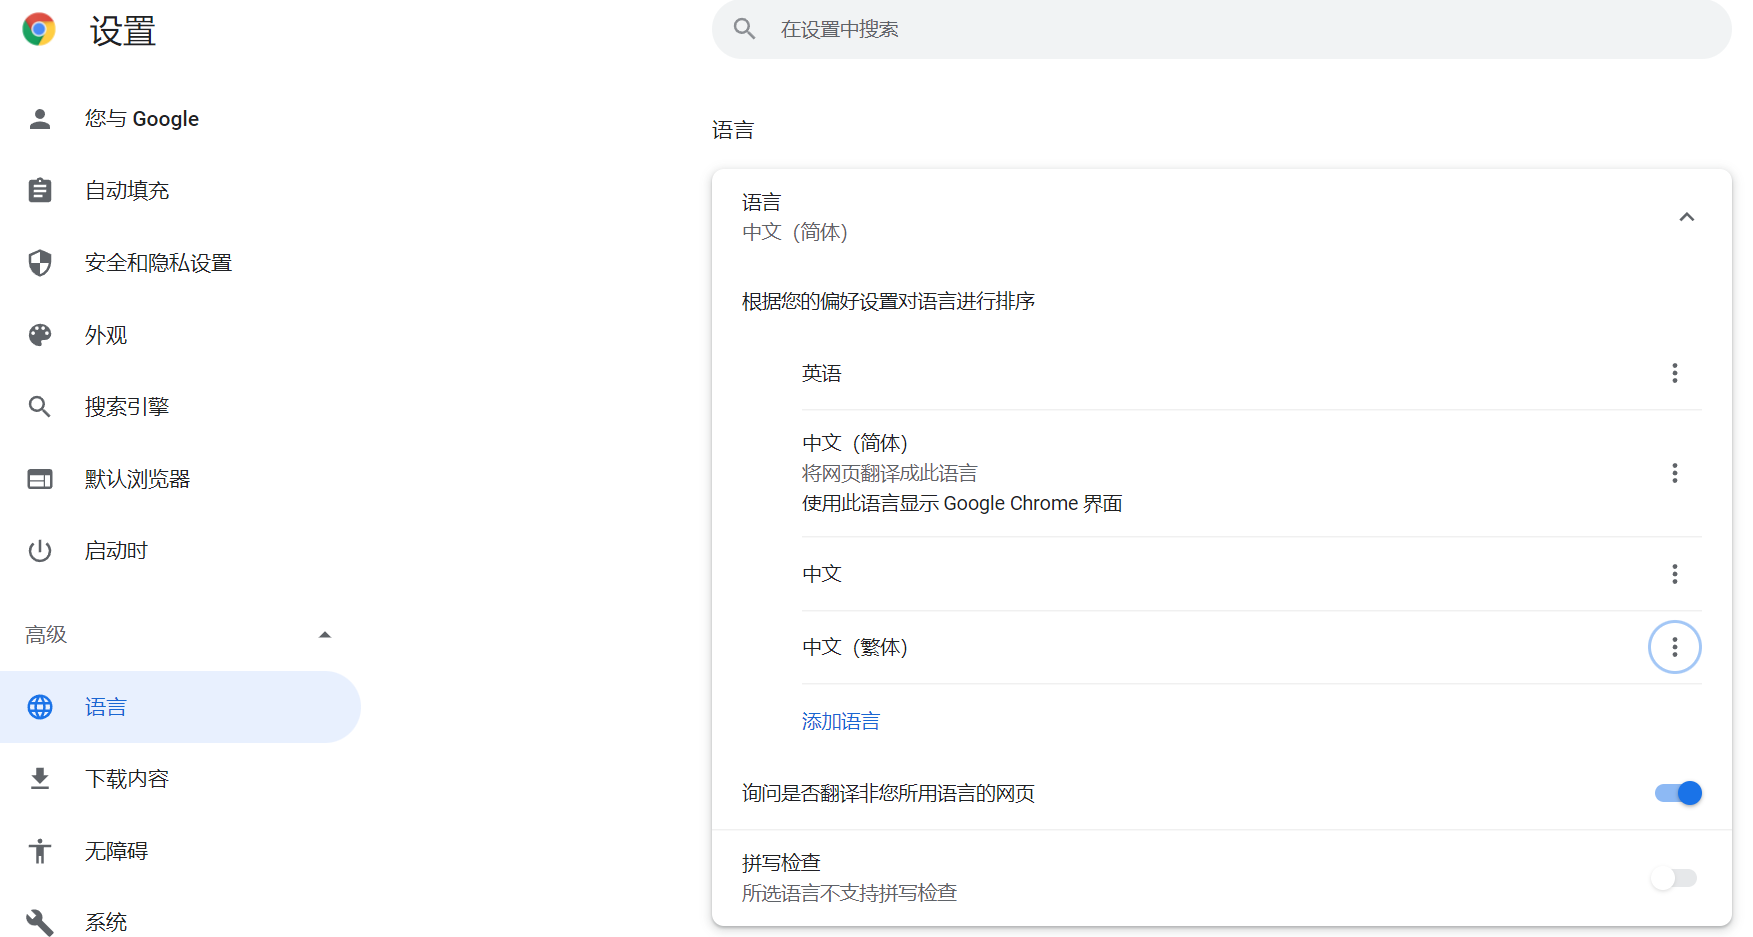 设置
在设置中搜索
您与 Google
自动填充
安全和隐私设置
外观
搜索引擎
默认浏览器
启动时
高级
语言
下载内容
无障碍
系统
语言
语言
中文（简体）
根据您的偏好设置对语言进行排序
英语
中文（简体）
将网页翻译成此语言
使用此语言显示 Google Chrome 界面
中文
中文（繁体）
添加语言
询问是否翻译非您所用语言的网页
拼写检查
所选语言不支持拼写检查